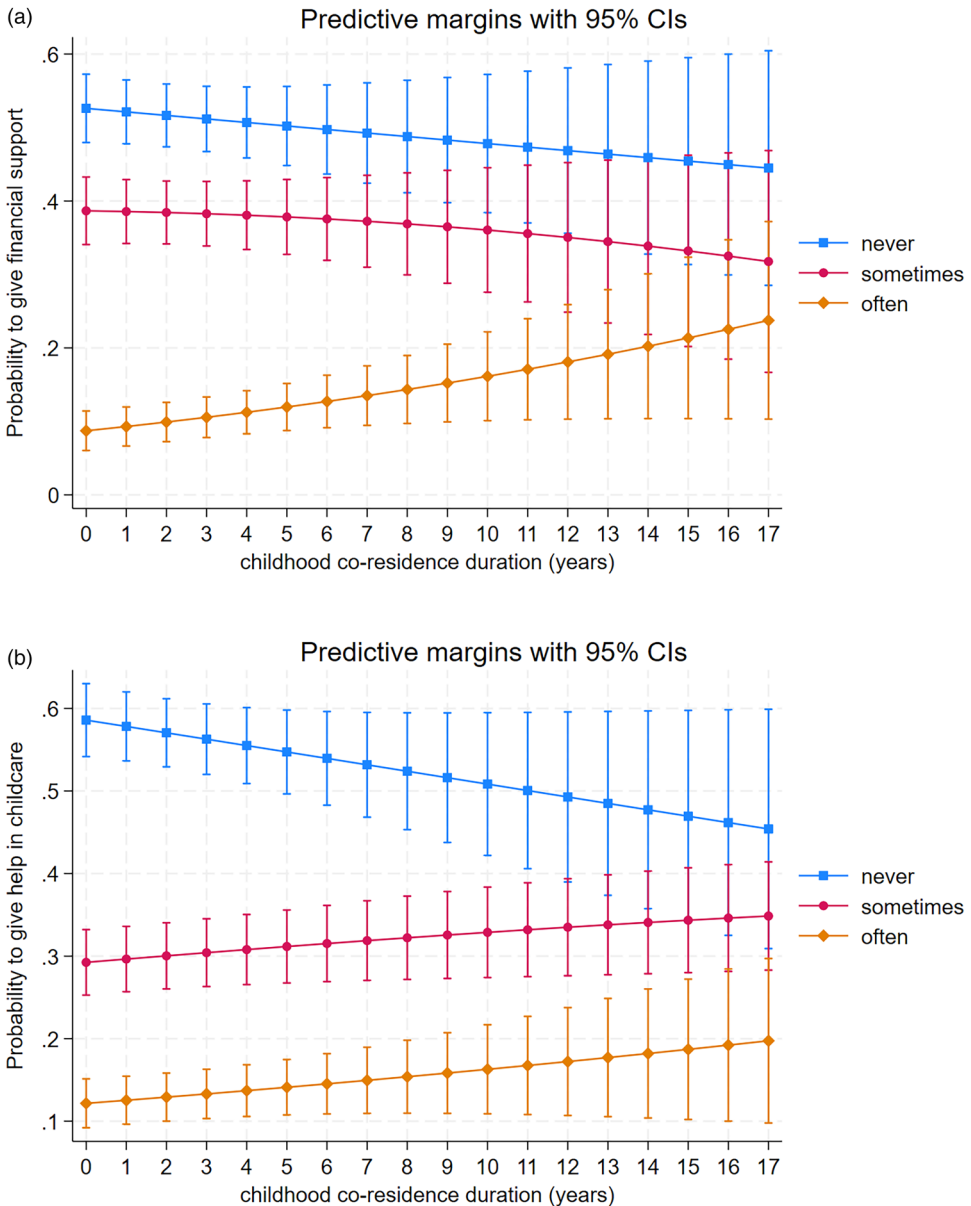 (a)
Predictive margins with 95% CIs
Probability to give financial support
.6
.4
.2
0
0 1 2 3 4 5 6 7 8 9 10 11 12 13 14 15 16 17
childhood co-residence duration (years)
never
sometimes
often
(b)
Predictive margins with 95% CIs
Probability to give help in childcare
.6
.5
.4
.3
.2
.1
0 1 2 3 4 5 6 7 8 9 10 11 12 13 14 15 16 17
childhood co-residence duration (years)
never
sometimes
often